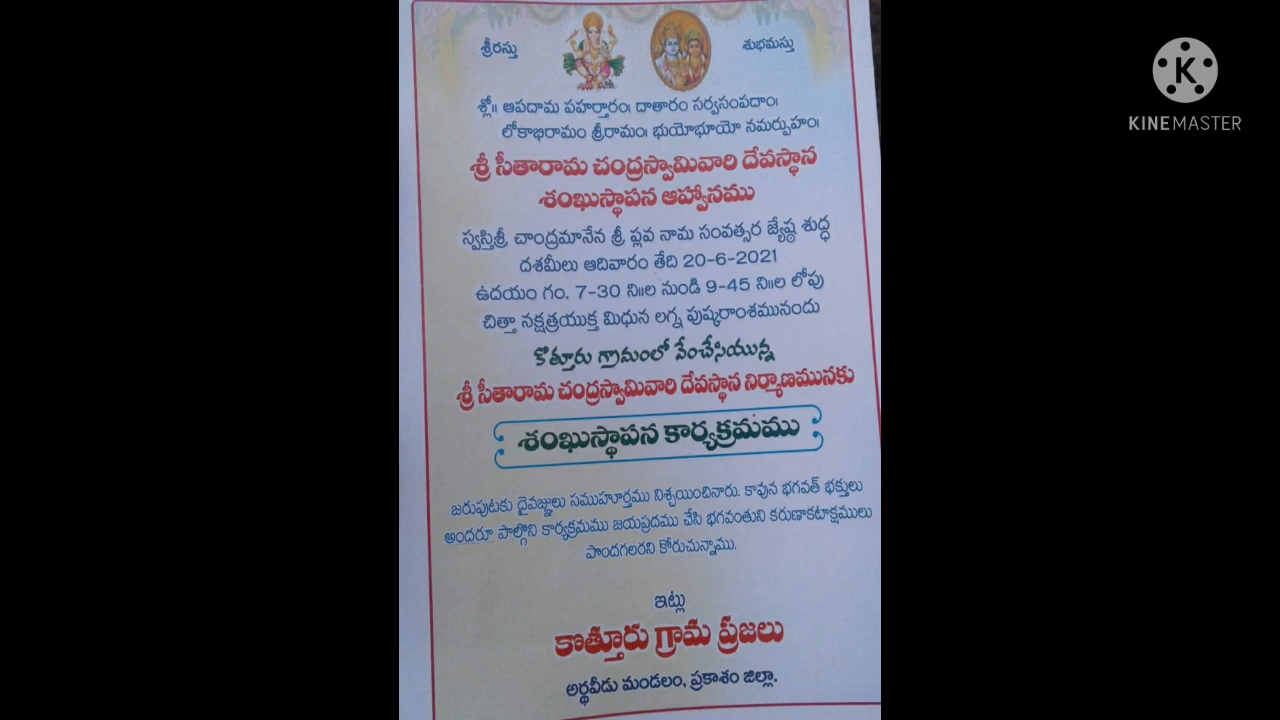 శ్రీరస్తు
శుభమస్తు
శ్లో॥ ఆపదామ పహర్తారం। దాతారం సర్వసంపదాం।
లోకాభిరామం శ్రీరామం। భుయోభూయో నమర్పుహం।
శ్రీ సీతారామ చంద్రస్వామివారి దేవస్థాన
శంఖుస్థాపన ఆహ్వానము
స్వస్తిశ్రీ చాంద్రమానేన శ్రీ ప్లవ నామ సంవత్సర జ్యేష్ఠ శుద్ధ
దశమీలు ఆదివారం తేది 20-6-2021
ఉదయం గం. 7-30 ని॥ల నుండి 9-45 ని॥ల లోపు
చిత్తా నక్షత్రయుక్త మిధున లగ్న పుష్కరాంశమునందు
కొత్తూరు గ్రామంలో వేంచేసియున్న
శ్రీ సీతారామ చంద్రస్వామివారి దేవస్థాన నిర్మాణమునకు
శంఖుస్థాపన కార్యక్రమము
జరుపుటకు దైవజ్ఞులు సముహూర్తము నిశ్చయించినారు. కావున భగవత్ భక్తులు
అందరూ పాల్గొని కార్యక్రమము జయప్రదము చేసి భగవంతుని కరుణాకటాక్షములు
పొందగలరని కోరుచున్నాము.
ఇట్లు
కొత్తూరు గ్రామ ప్రజలు
అర్థవీడు మండలం, ప్రకాశం జిల్లా.
KINEMASTER